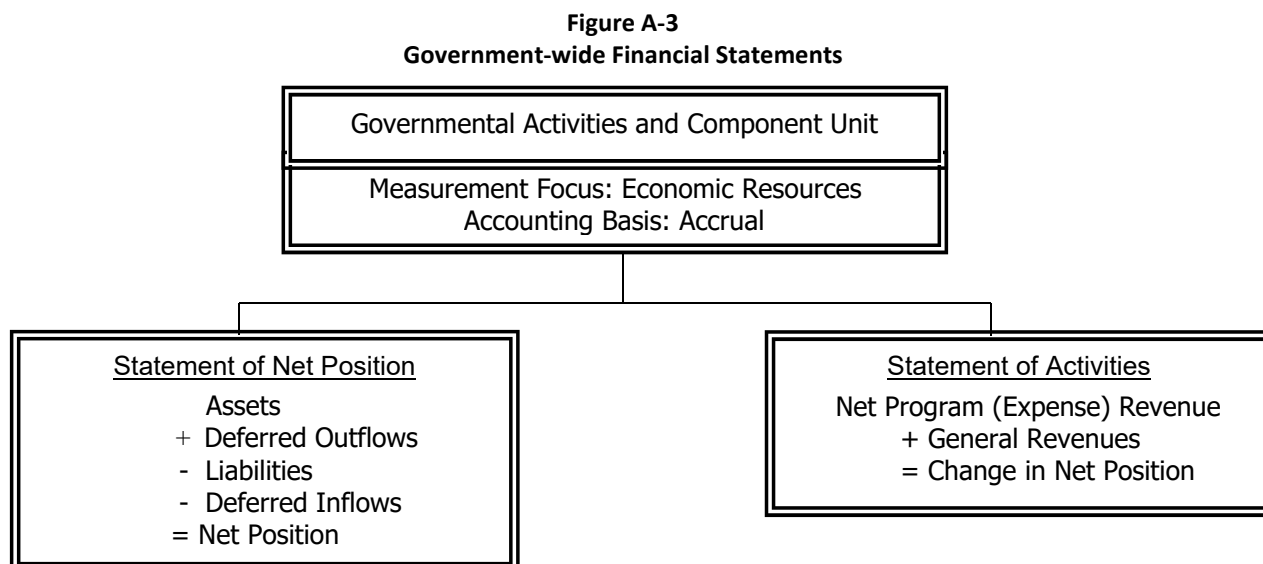 Figure A-3
Government-wide Financial Statements
Governmental Activities and Component Unit
Measurement Focus: Economic Resources
Accounting Basis: Accrual
Statement of Net Position
Assets
+ Deferred Outflows
- Liabilities
- Deferred Inflows
= Net Position
Statement of Activities
Net Program (Expense) Revenue
+ General Revenues
= Change in Net Position